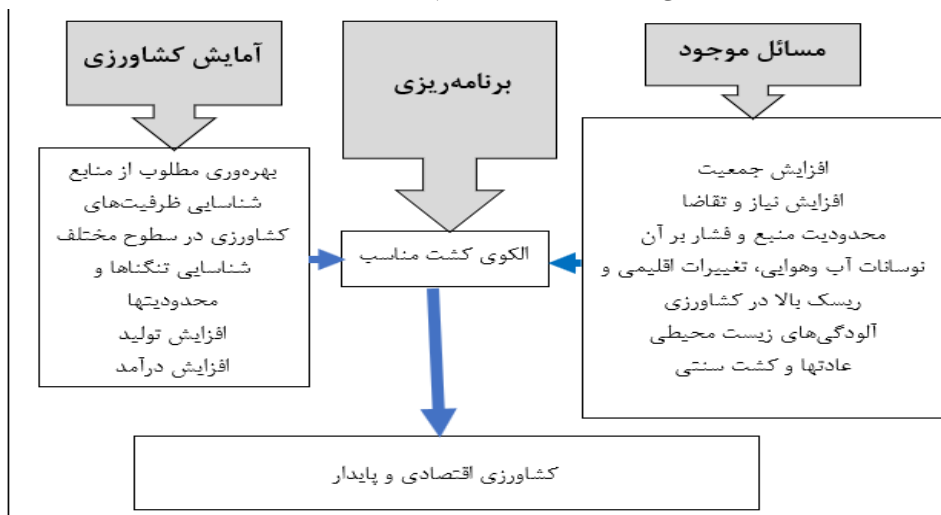 مسائل موجود
برنامه‌ریزی
آمایش کشاورزی
افزایش جمعیت
افزایش نیاز و تقاضا
محدودیت منبع و فشار بر آن
نوسانات آب وهوایی، تغییرات اقلیمی و
ریسک بالا در کشاورزی
آلودگی‌های زیست محیطی
عادتها و کشت سنتی
الکوی کشت مناسب
بهره‌وری مطلوب از منابع
شناسایی ظرفیت‌های
کشاورزی در سطوح مختلف
شناسایی تنگناها و
محدودیتها
افزایش تولید
افزایش درآمد
کشاورزی اقتصادی و پایدار